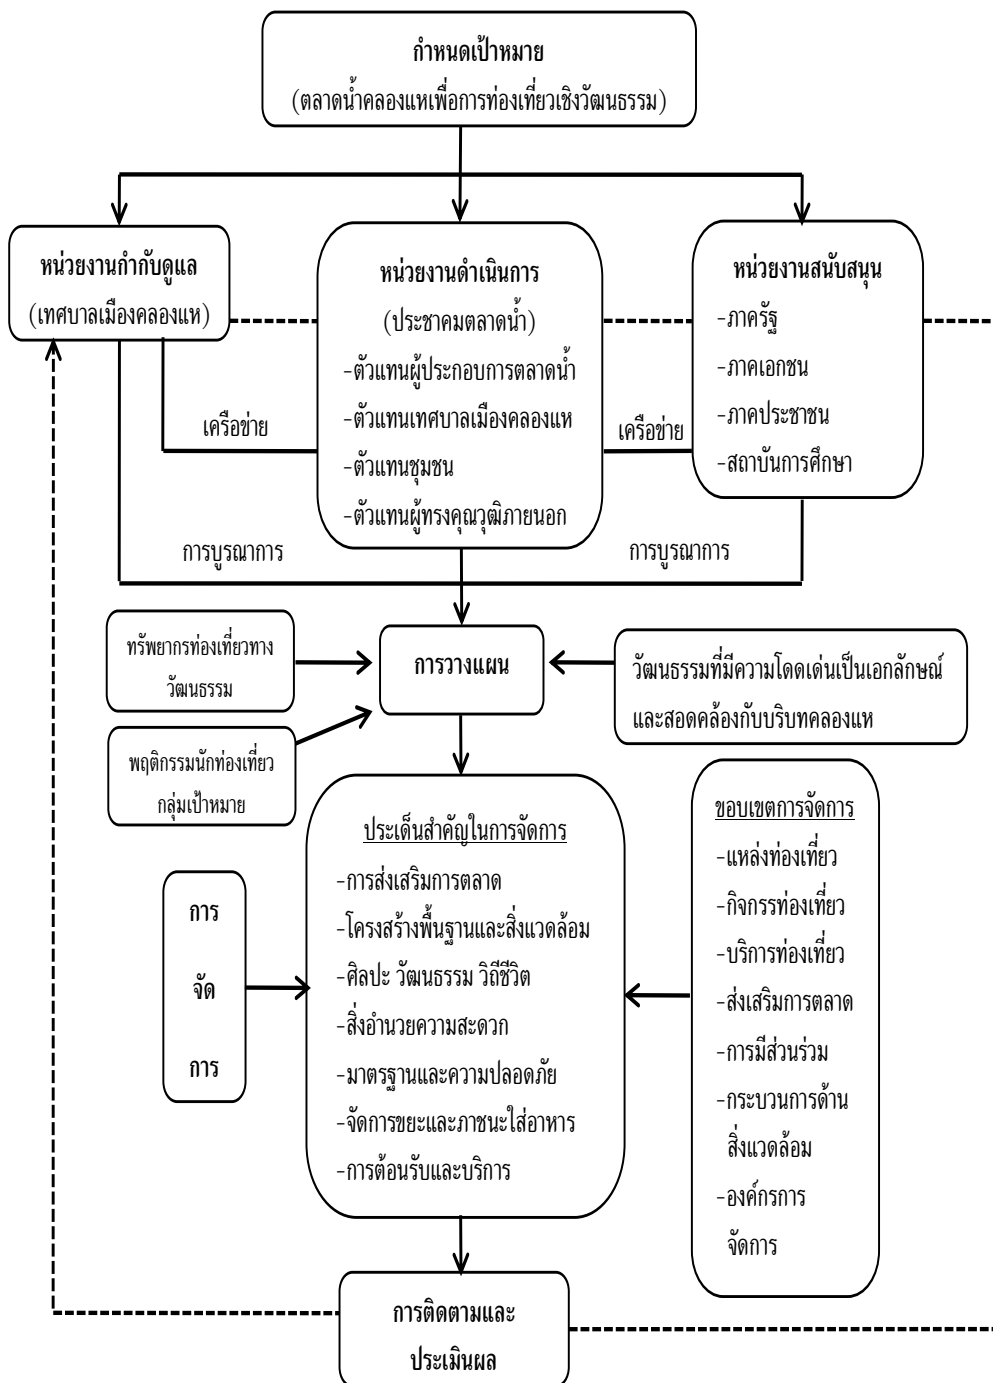 กำหนดเป้าหมาย
(ตลาดน้ำคลองแหเพื่อการท่องเที่ยวเชิงวัฒนธรรม)
หน่วยงานกำกับดูแล
(เทศบาลเมืองคลองแห)
หน่วยงานดำเนินการ
(ประชาคมตลาดน้ำ)
-ตัวแทนผู้ประกอบการตลาดน้ำ
-ตัวแทนเทศบาลเมืองคลองแห
-ตัวแทนชุมชน
-ตัวแทนผู้ทรงคุณวุฒิภายนอก
หน่วยงานสนับสนุน
-ภาครัฐ
-ภาคเอกชน
-ภาคประชาชน
-สถาบันการศึกษา
เครือข่าย
เครือข่าย
การบูรณาการ
การบูรณาการ
ทรัพยากรท่องเที่ยวทาง
วัฒนธรรม
การวางแผน
วัฒนธรรมที่มีความโดดเด่นเป็นเอกลักษณ์
และสอดคล้องกับบริบทคลองแห
พฤติกรรมนักท่องเที่ยว
กลุ่มเป้าหมาย
การ
จัด
การ
ประเด็นสำคัญในการจัดการ
-การส่งเสริมการตลาด
-โครงสร้างพื้นฐานและสิ่งแวดล้อม
-ศิลปะ วัฒนธรรม วิถีชีวิต
-สิ่งอำนวยความสะดวก
-มาตรฐานและความปลอดภัย
-จัดการขยะและภาชนะใส่อาหาร
-การต้อนรับและบริการ
ขอบเขตการจัดการ
-แหล่งท่องเที่ยว
-กิจกรรท่องเที่ยว
-บริการท่องเที่ยว
-ส่งเสริมการตลาด
-การมีส่วนร่วม
-กระบวนการด้าน
สิ่งแวดล้อม
-องค์กรการ
จัดการ
การติดตามและ
ประเมินผล